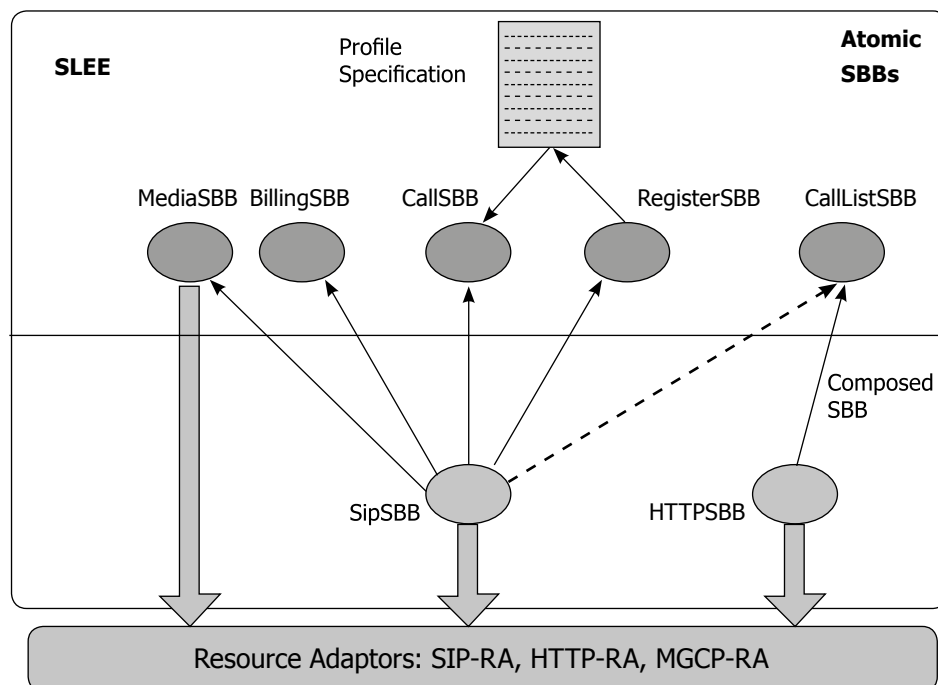 SLEE
Profile
Specification
Atomic
SBBs
MediaSBB
BillingSBB
CallSBB
RegisterSBB
CallListSBB
Composed
SBB
SipSBB
HTTPSBB
Resource Adaptors: SIP-RA, HTTP-RA, MGCP-RA